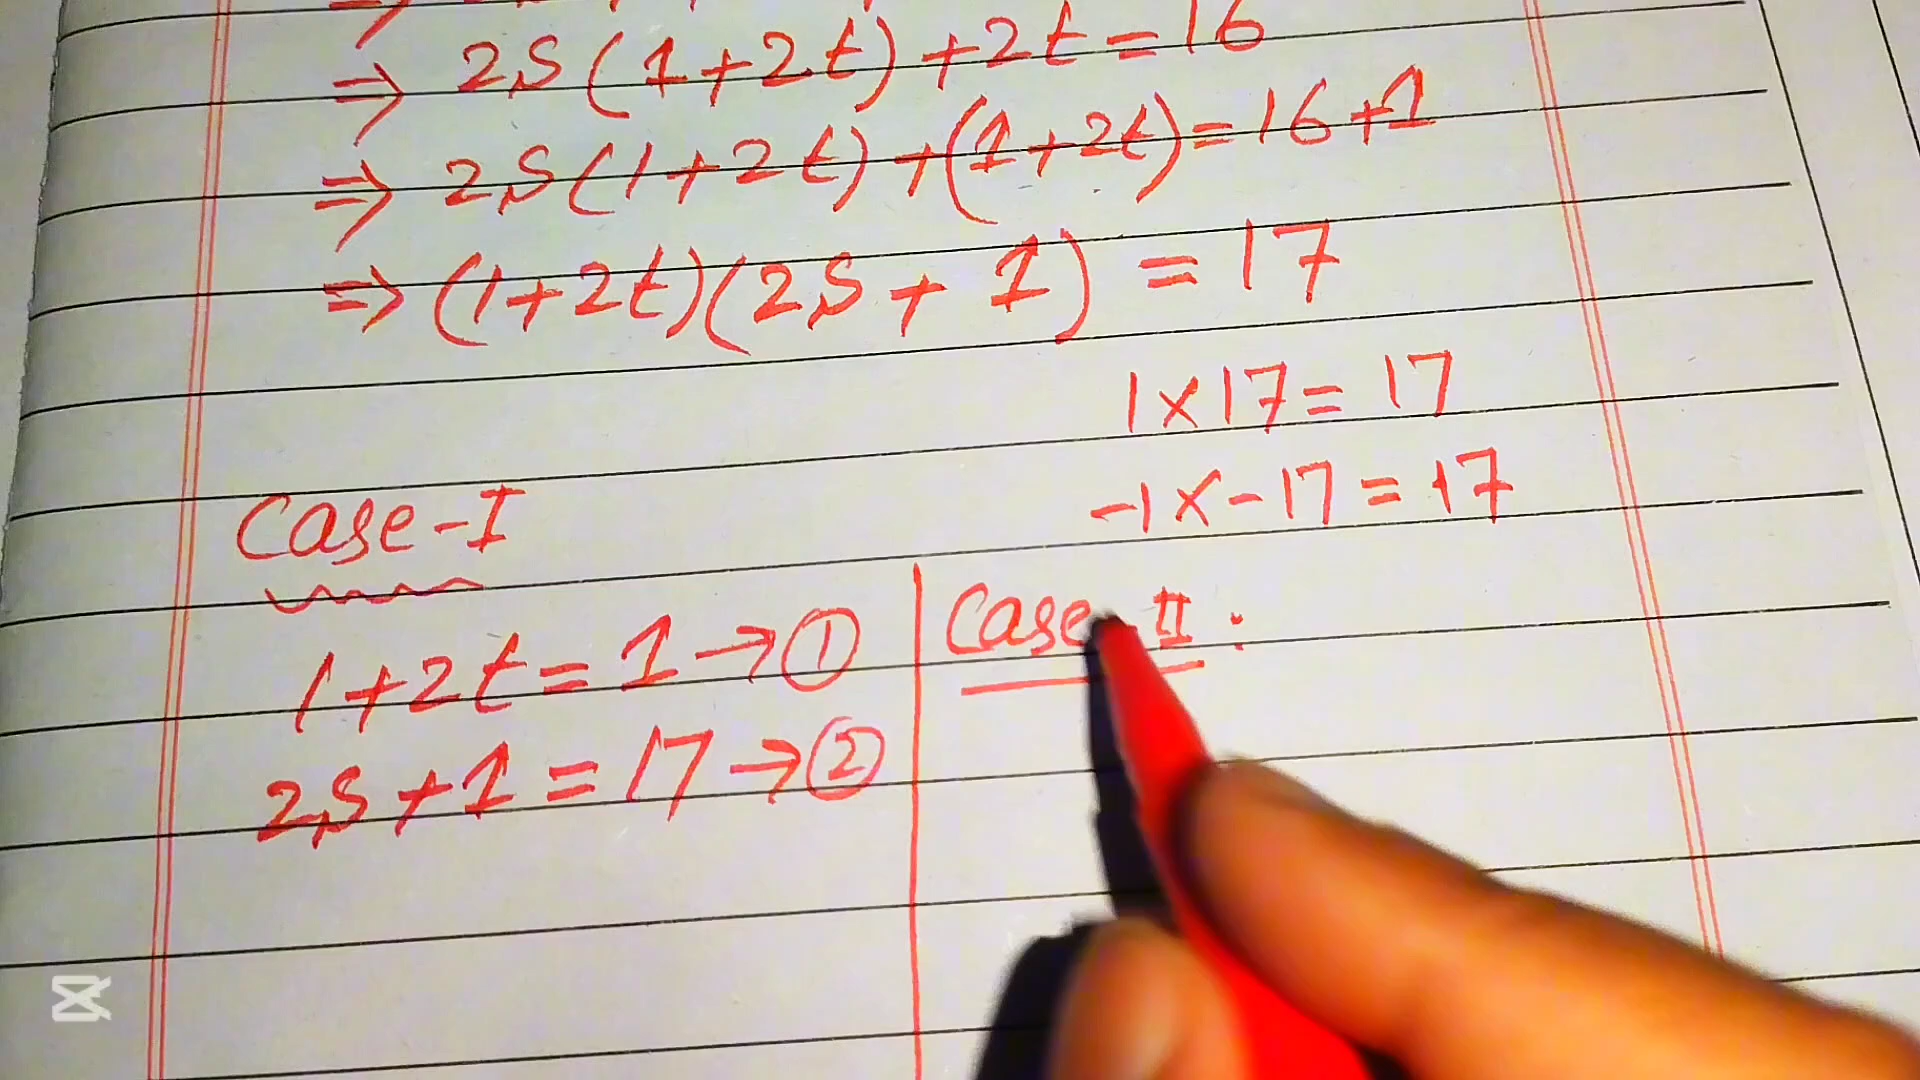 ⇒ 2s(1+2t)+2t=16
⇒ 2s(1+2t)+(1+2t)=16+1
⇒ (1+2t)(2s+1) = 17
1×17=17
-1×-17=17
Case-I
1+2t=1→①
2s+1=17→②
Case-II: